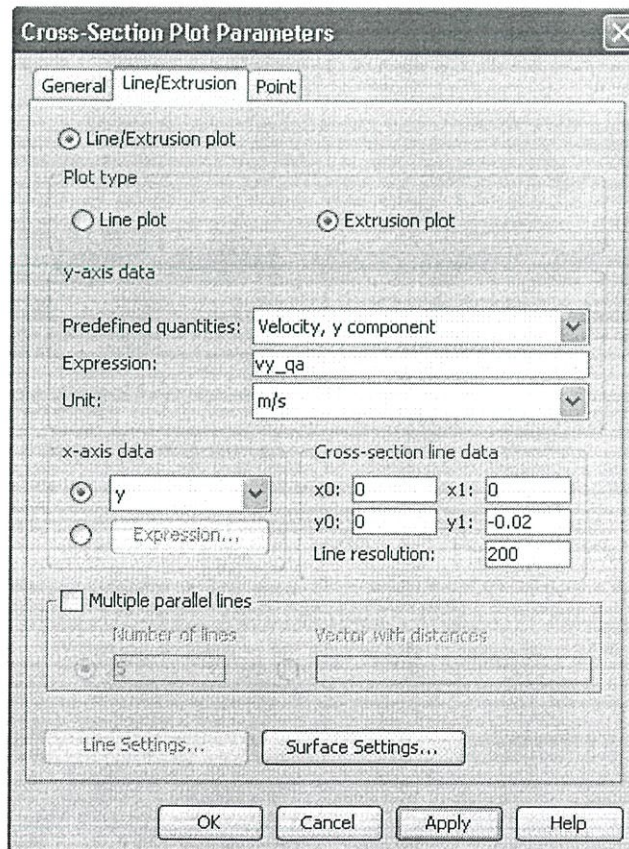 Cross-Section Plot Parameters
General Line/Extrusion Point
Line/Extrusion plot
Plot type
Line plot Extrusion plot
y-axis data
Predefined quantities: Velocity, y component
Expression: vy_qa
Unit: m/s
x-axis data
y
Expression...
Cross-section line data
x0: 0 x1: 0
y0: 0 y1: -0.02
Line resolution: 200
Multiple parallel lines
Number of lines Vector with distances
5
Line Settings... Surface Settings...
OK Cancel Apply Help